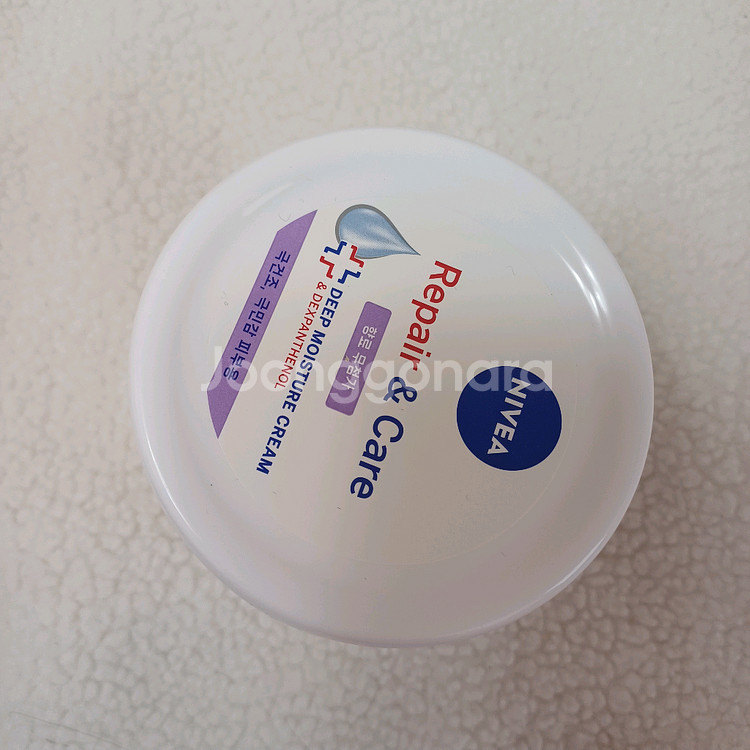 NIVEA
Repair & Care
향료 무첨가
DEEP MOISTURE CREAM
& DEXPANTHENOL
극건조, 극민감 피부용
Joonggonara